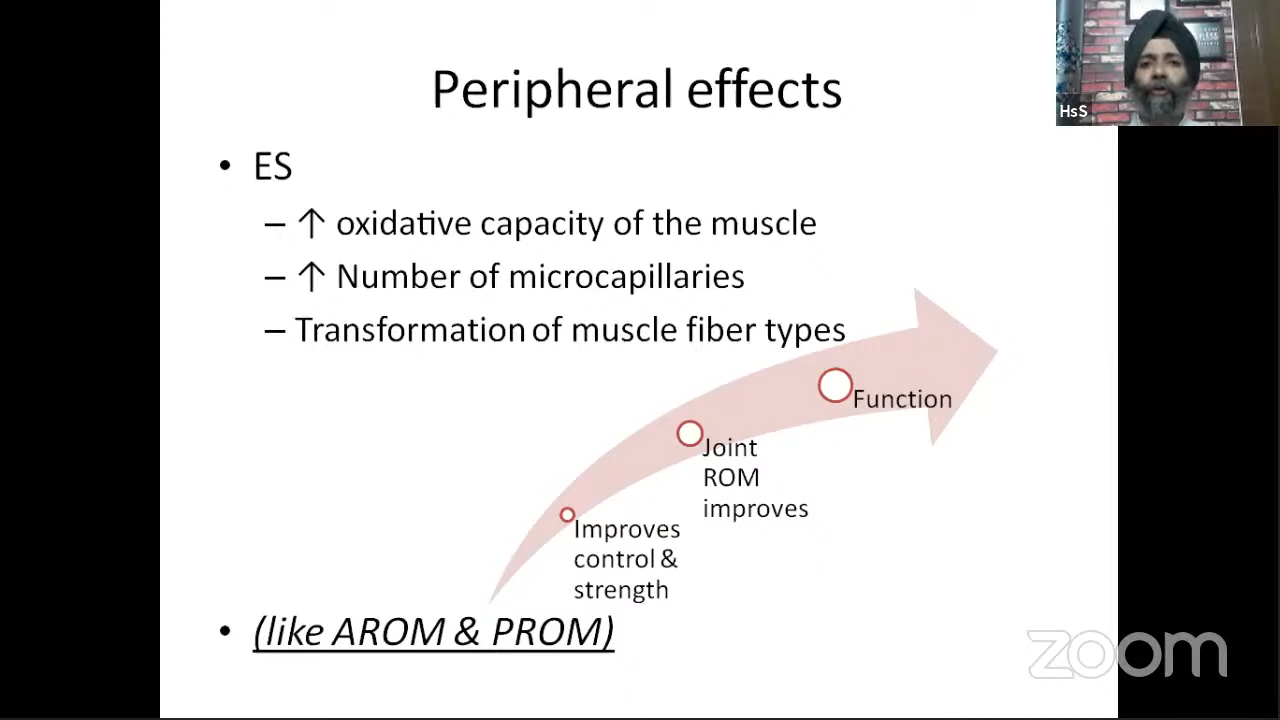 Peripheral effects
HsS
• ES
– ↑ oxidative capacity of the muscle
– ↑ Number of microcapillaries
– Transformation of muscle fiber types
Function
Joint
ROM
improves
Improves
control &
strength
• (like AROM & PROM)
zoom